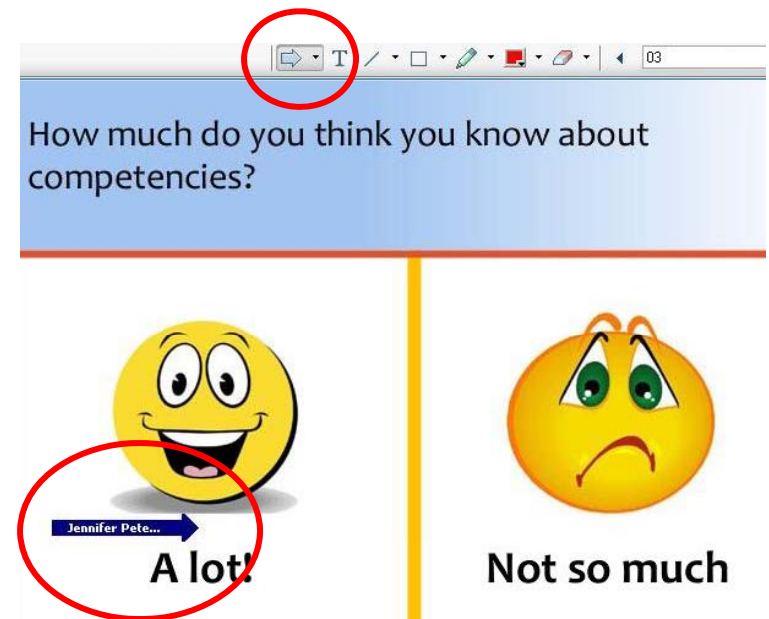 T 03
How much do you think you know about
competencies?
Jennifer Pete...
A lot!
Not so much